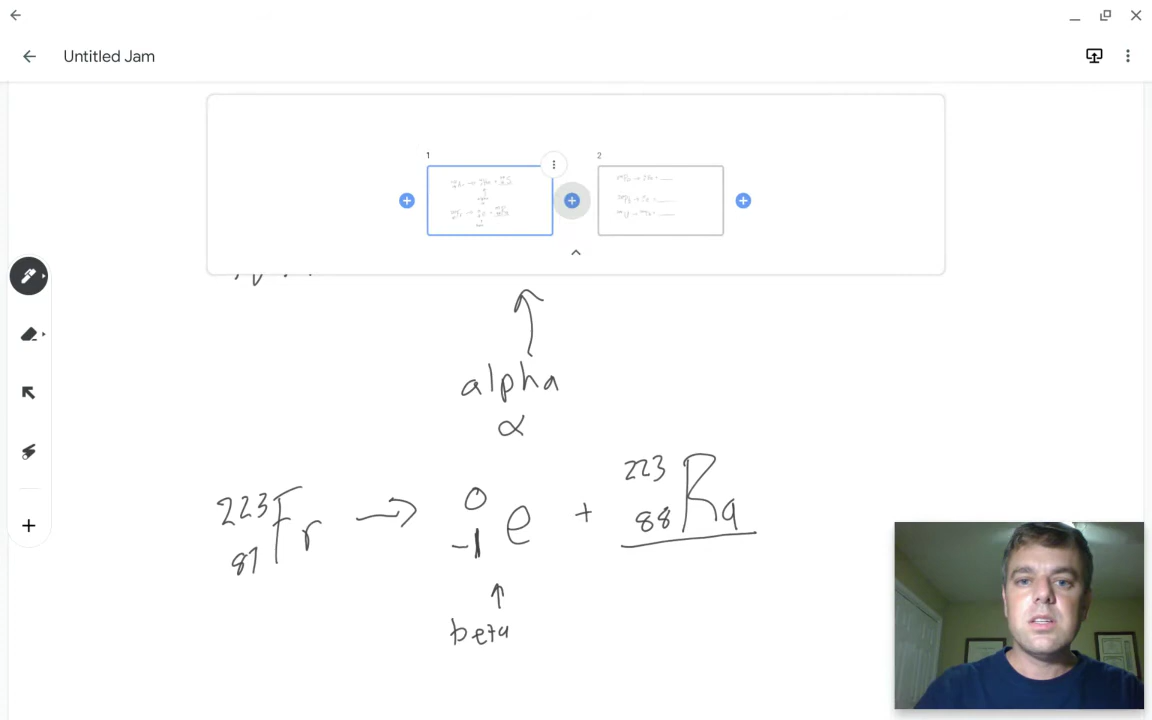 Untitled Jam
1
2
alpha
α
223 Fr → 0 e + 223 Ra
87 -1 88
beta